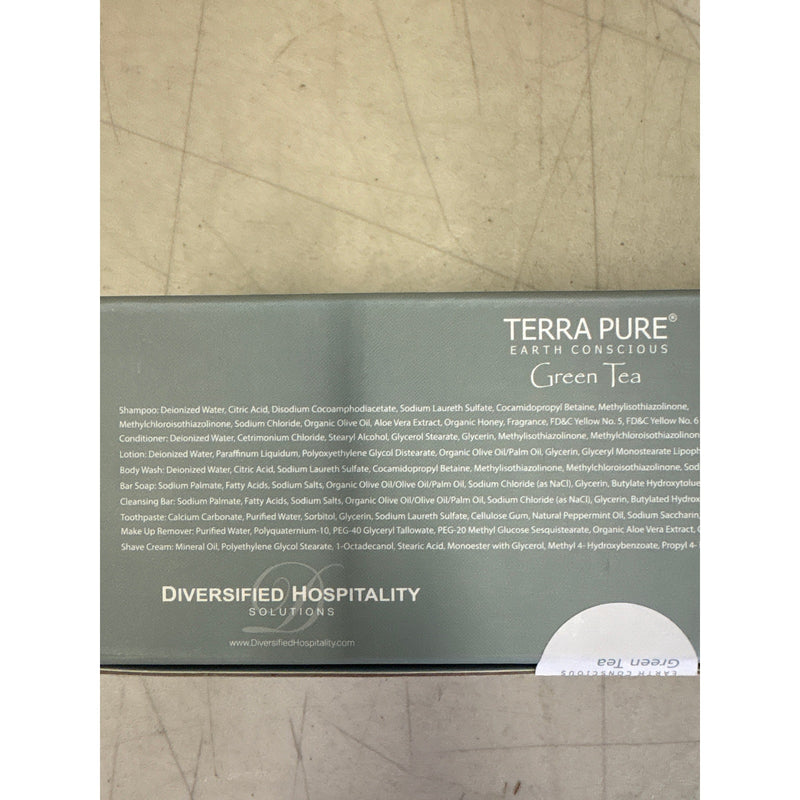 TERRA PURE®
EARTH CONSCIOUS
Green Tea
Shampoo: Deionized Water, Citric Acid, Disodium Cocoamphodiacetate, Sodium Laureth Sulfate, Cocamidopropyl Betaine, Methylisothiazolinone,
Methylchloroisothiazolinone, Sodium Chloride, Organic Olive Oil, Aloe Vera Extract, Organic Honey, Fragrance, FD&C Yellow No. 5, FD&C Yellow No. 6
Conditioner: Deionized Water, Cetrimonium Chloride, Stearyl Alcohol, Glycerol Stearate, Glycerin, Methylisothiazolinone, Methylchloroisothiazolinon
Lotion: Deionized Water, Paraffinum Liquidum, Polyoxyethylene Glycol Distearate, Organic Olive Oil/Palm Oil, Glycerin, Glyceryl Monostearate Lipoph
Body Wash: Deionized Water, Citric Acid, Sodium Laureth Sulfate, Cocamidopropyl Betaine, Methylisothiazolinone, Methylchloroisothiazolinone, Sod
Bar Soap: Sodium Palmate, Fatty Acids, Sodium Salts, Organic Olive Oil/Olive Oil/Palm Oil, Sodium Chloride (as NaCl), Glycerin, Butylate Hydroxytolue
Cleansing Bar: Sodium Palmate, Fatty Acids, Sodium Salts, Organic Olive Oil/Olive Oil/Palm Oil, Sodium Chloride (as NaCl), Glycerin, Butylated Hydrox
Toothpaste: Calcium Carbonate, Purified Water, Sorbitol, Glycerin, Sodium Laureth Sulfate, Cellulose Gum, Natural Peppermint Oil, Sodium Saccharin
Make Up Remover: Purified Water, Polyquaternium-10, PEG-40 Glyceryl Tallowate, PEG-20 Methyl Glucose Sesquistearate, Organic Aloe Vera Extract,
Shave Cream: Mineral Oil, Polyethylene Glycol Stearate, 1-Octadecanol, Stearic Acid, Monoester with Glycerol, Methyl 4- Hydroxybenzoate, Propyl 4-
D
DIVERSIFIED HOSPITALITY
SOLUTIONS
www.DiversifiedHospitality.com
Green Tea
EARTH CONSCIOUS